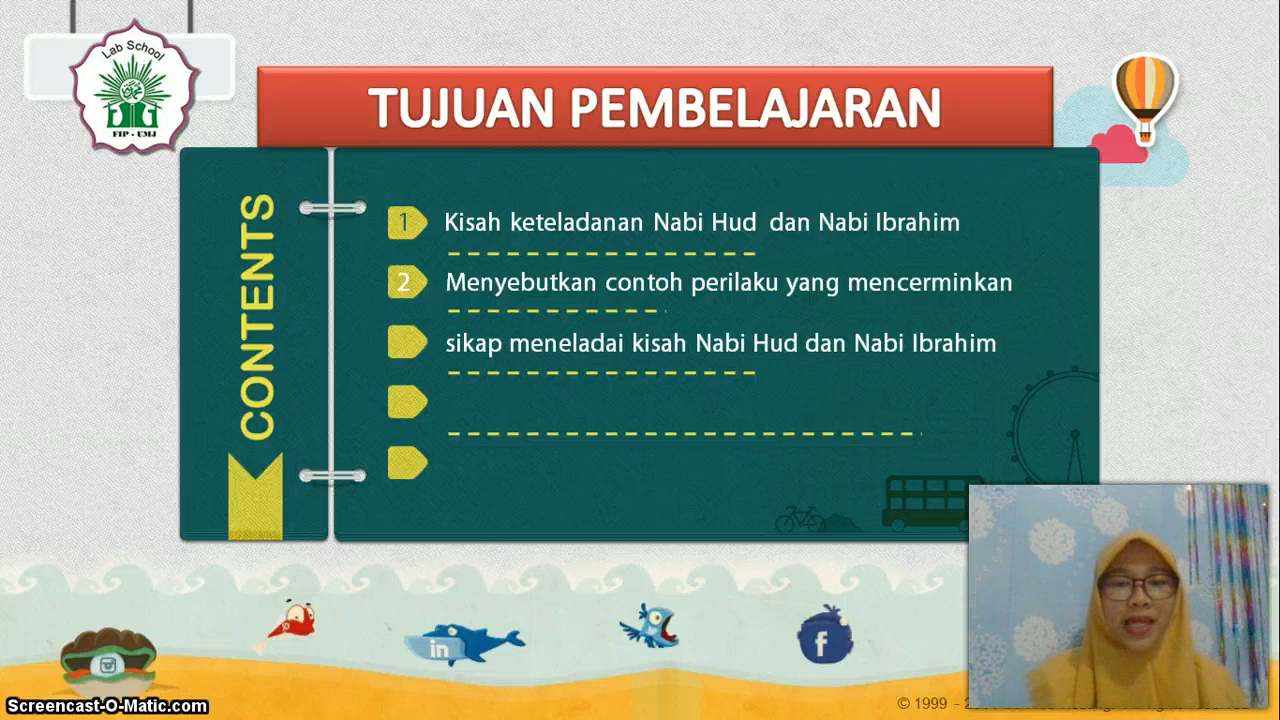 Lab School
FIP - UMJ
TUJUAN PEMBELAJARAN
CONTENTS
1 Kisah keteladanan Nabi Hud dan Nabi Ibrahim
2 Menyebutkan contoh perilaku yang mencerminkan
sikap meneladai kisah Nabi Hud dan Nabi Ibrahim
in
f
© 1999 -
Screencast-O-Matic.com